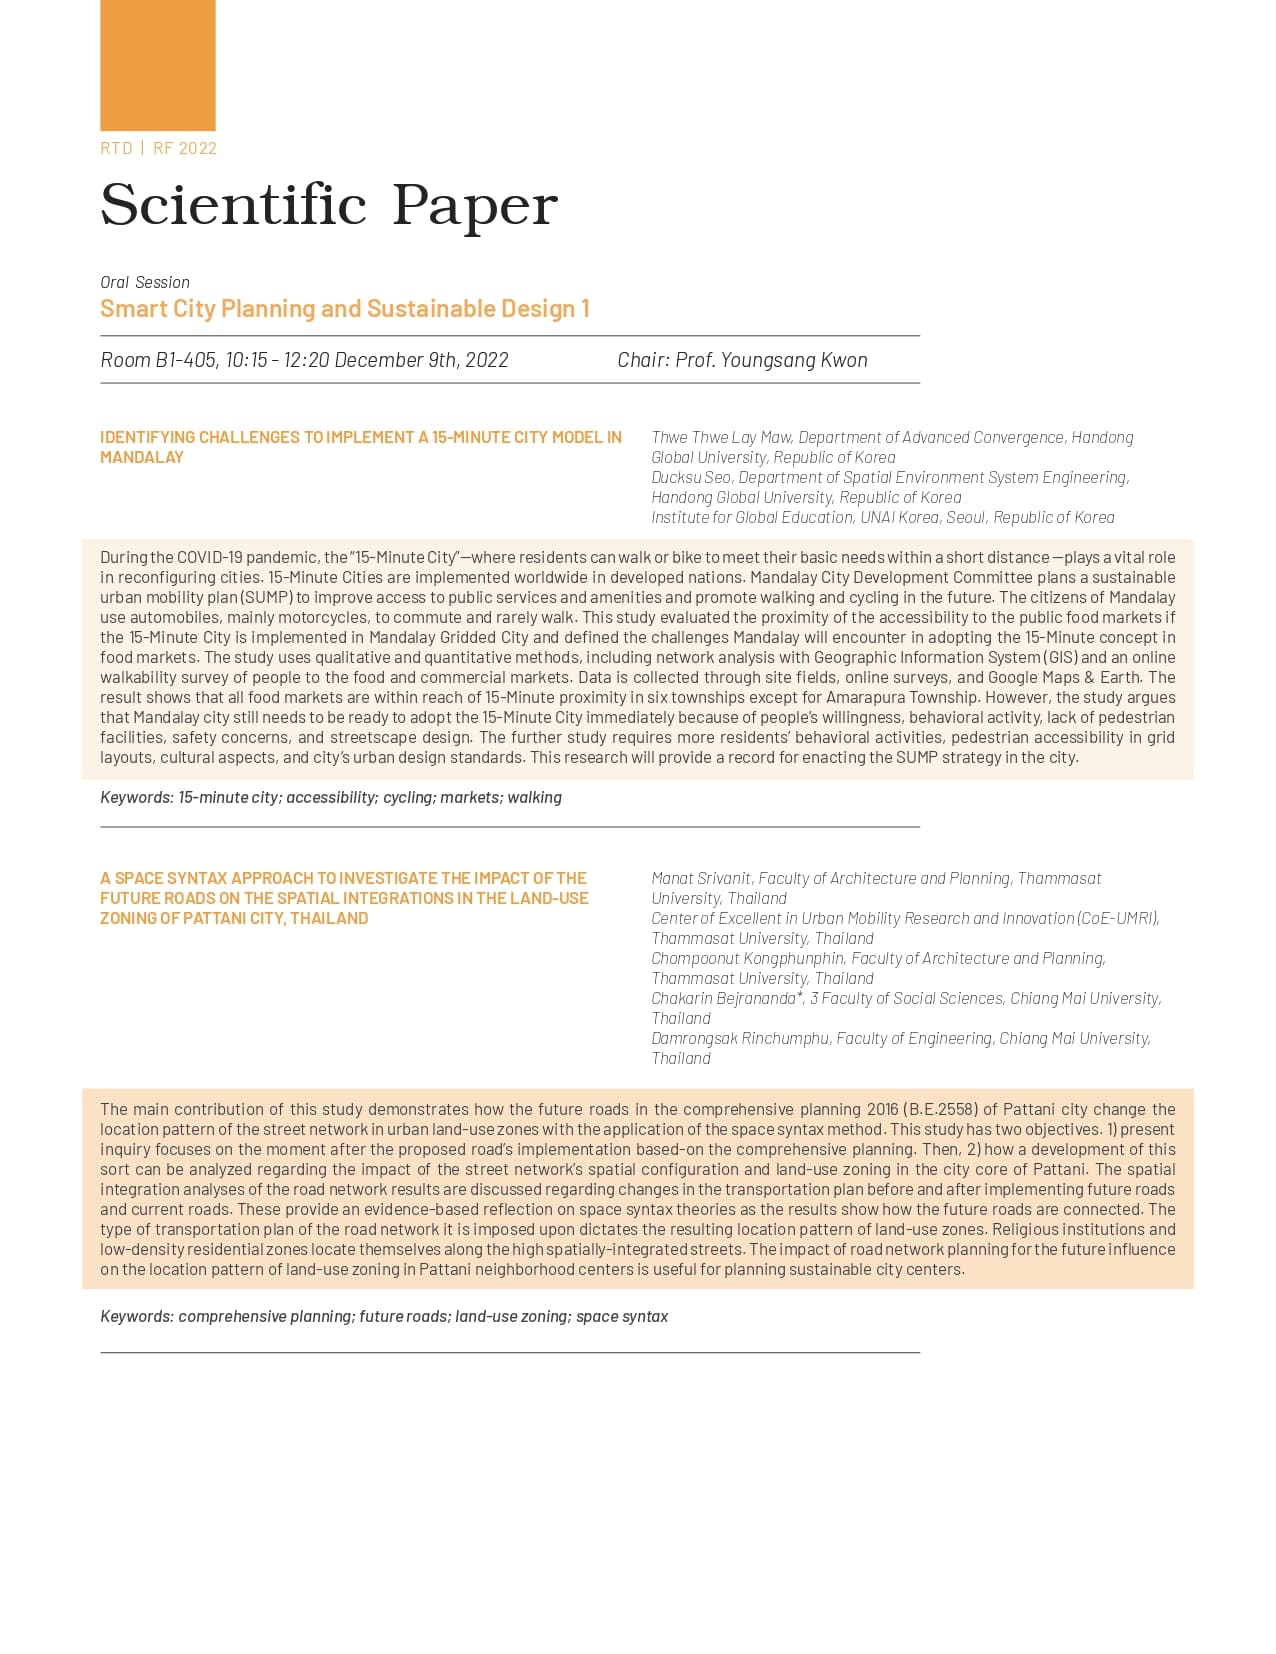 RTD | RF 2022
Scientific Paper
Oral Session
Smart City Planning and Sustainable Design 1
Room B1-405, 10:15 - 12:20 December 9th, 2022
Chair: Prof. Youngsang Kwon
IDENTIFYING CHALLENGES TO IMPLEMENT A 15-MINUTE CITY MODEL IN
MANDALAY
Thwe Thwe Lay Maw, Department of Advanced Convergence, Handong
Global University, Republic of Korea
Ducksu Seo, Department of Spatial Environment System Engineering,
Handong Global University, Republic of Korea
Institute for Global Education, UNAI Korea, Seoul, Republic of Korea
During the COVID-19 pandemic, the "15-Minute City"—where residents can walk or bike to meet their basic needs within a short distance—plays a vital role
in reconfiguring cities. 15-Minute Cities are implemented worldwide in developed nations. Mandalay City Development Committee plans a sustainable
urban mobility plan (SUMP) to improve access to public services and amenities and promote walking and cycling in the future. The citizens of Mandalay
use automobiles, mainly motorcycles, to commute and rarely walk. This study evaluated the proximity of the accessibility to the public food markets if
the 15-Minute City is implemented in Mandalay Gridded City and defined the challenges Mandalay will encounter in adopting the 15-Minute concept in
food markets. The study uses qualitative and quantitative methods, including network analysis with Geographic Information System (GIS) and an online
walkability survey of people to the food and commercial markets. Data is collected through site fields, online surveys, and Google Maps & Earth. The
result shows that all food markets are within reach of 15-Minute proximity in six townships except for Amarapura Township. However, the study argues
that Mandalay city still needs to be ready to adopt the 15-Minute City immediately because of people's willingness, behavioral activity, lack of pedestrian
facilities, safety concerns, and streetscape design. The further study requires more residents' behavioral activities, pedestrian accessibility in grid
layouts, cultural aspects, and city's urban design standards. This research will provide a record for enacting the SUMP strategy in the city.
Keywords: 15-minute city; accessibility; cycling; markets; walking
A SPACE SYNTAX APPROACH TO INVESTIGATE THE IMPACT OF THE
FUTURE ROADS ON THE SPATIAL INTEGRATIONS IN THE LAND-USE
ZONING OF PATTANI CITY, THAILAND
Manat Srivanit, Faculty of Architecture and Planning, Thammasat
University, Thailand
Center of Excellent in Urban Mobility Research and Innovation (CoE-UMRI),
Thammasat University, Thailand
Chompoonut Kongphunphin, Faculty of Architecture and Planning,
Thammasat University, Thailand
Chakarin Bejrananda*, 3 Faculty of Social Sciences, Chiang Mai University,
Thailand
Damrongsak Rinchumphu, Faculty of Engineering, Chiang Mai University,
Thailand
The main contribution of this study demonstrates how the future roads in the comprehensive planning 2016 (B.E.2558) of Pattani city change the
location pattern of the street network in urban land-use zones with the application of the space syntax method. This study has two objectives. 1) present
inquiry focuses on the moment after the proposed road's implementation based-on the comprehensive planning. Then, 2) how a development of this
sort can be analyzed regarding the impact of the street network's spatial configuration and land-use zoning in the city core of Pattani. The spatial
integration analyses of the road network results are discussed regarding changes in the transportation plan before and after implementing future roads
and current roads. These provide an evidence-based reflection on space syntax theories as the results show how the future roads are connected. The
type of transportation plan of the road network it is imposed upon dictates the resulting location pattern of land-use zones. Religious institutions and
low-density residential zones locate themselves along the high spatially-integrated streets. The impact of road network planning for the future influence
on the location pattern of land-use zoning in Pattani neighborhood centers is useful for planning sustainable city centers.
Keywords: comprehensive planning; future roads; land-use zoning; space syntax